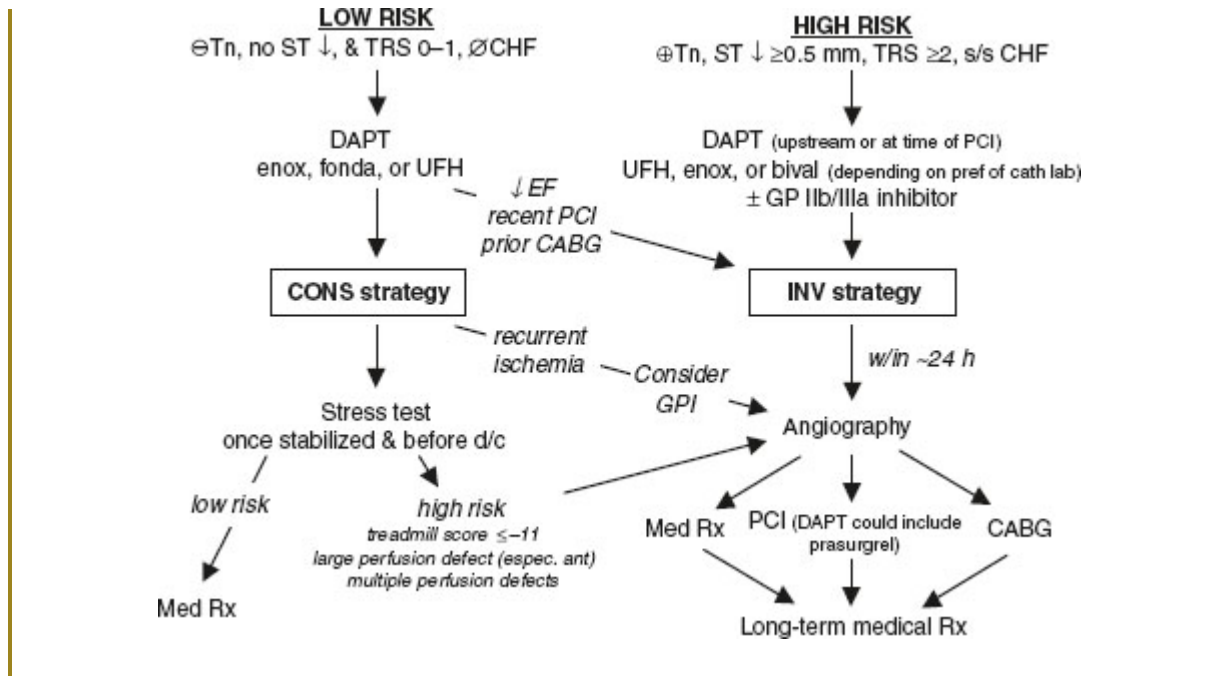 LOW RISK
⊖Tn, no ST ↓, & TRS 0–1, ∅CHF
DAPT
enox, fonda, or UFH
↓EF
recent PCI
prior CABG
CONS strategy
recurrent
ischemia
Consider
GPI
Stress test
once stabilized & before d/c
low risk
high risk
treadmill score ≤–11
large perfusion defect (espec. ant)
multiple perfusion defects
Med Rx
HIGH RISK
⊕Tn, ST ↓ ≥0.5 mm, TRS ≥2, s/s CHF
DAPT (upstream or at time of PCI)
UFH, enox, or bival (depending on pref of cath lab)
± GP IIb/IIIa inhibitor
INV strategy
w/in ~24 h
Angiography
Med Rx
PCI (DAPT could include
prasurgrel)
CABG
Long-term medical Rx